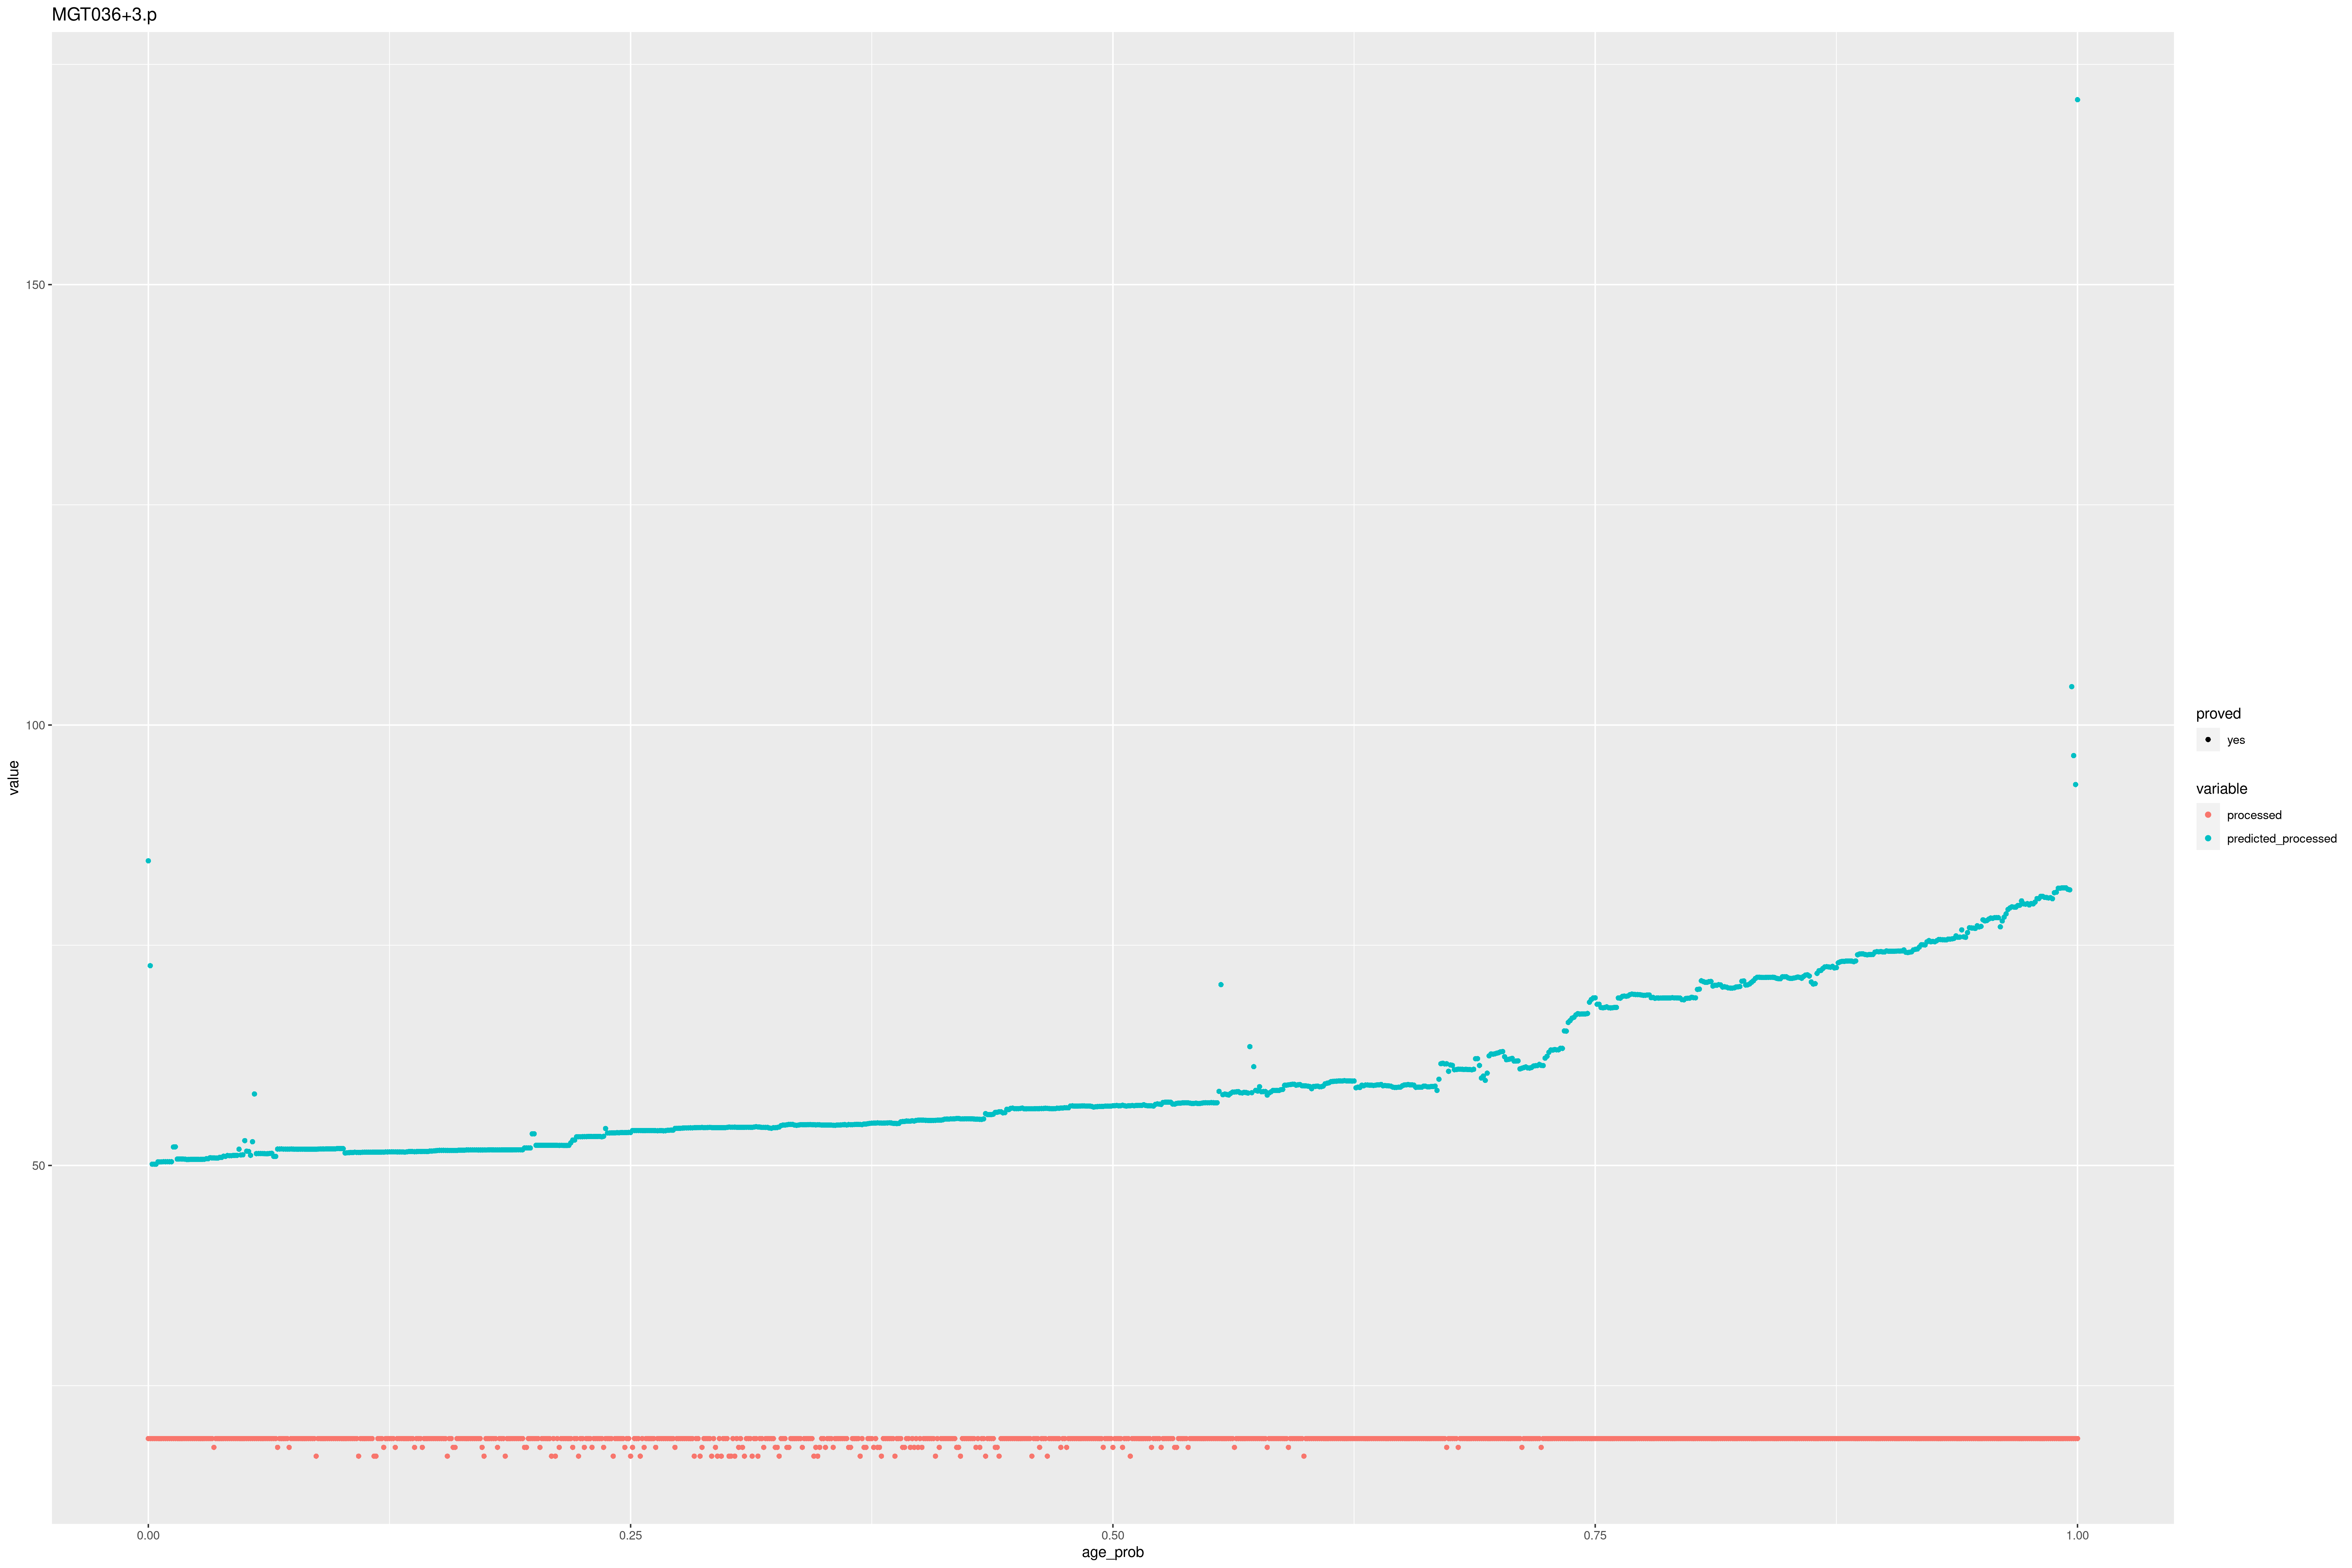 MGT036+3.p
150
100
50
value
0.00
0.25
0.50
0.75
1.00
age_prob
proved
yes
variable
processed
predicted_processed